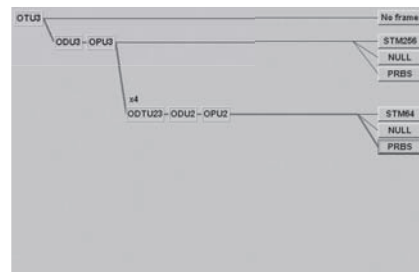 OTU3 No frame
ODU3 - OPU3 STM256
NULL
PRBS
x4
ODTU23 - ODU2 - OPU2 STM64
NULL
PRBS